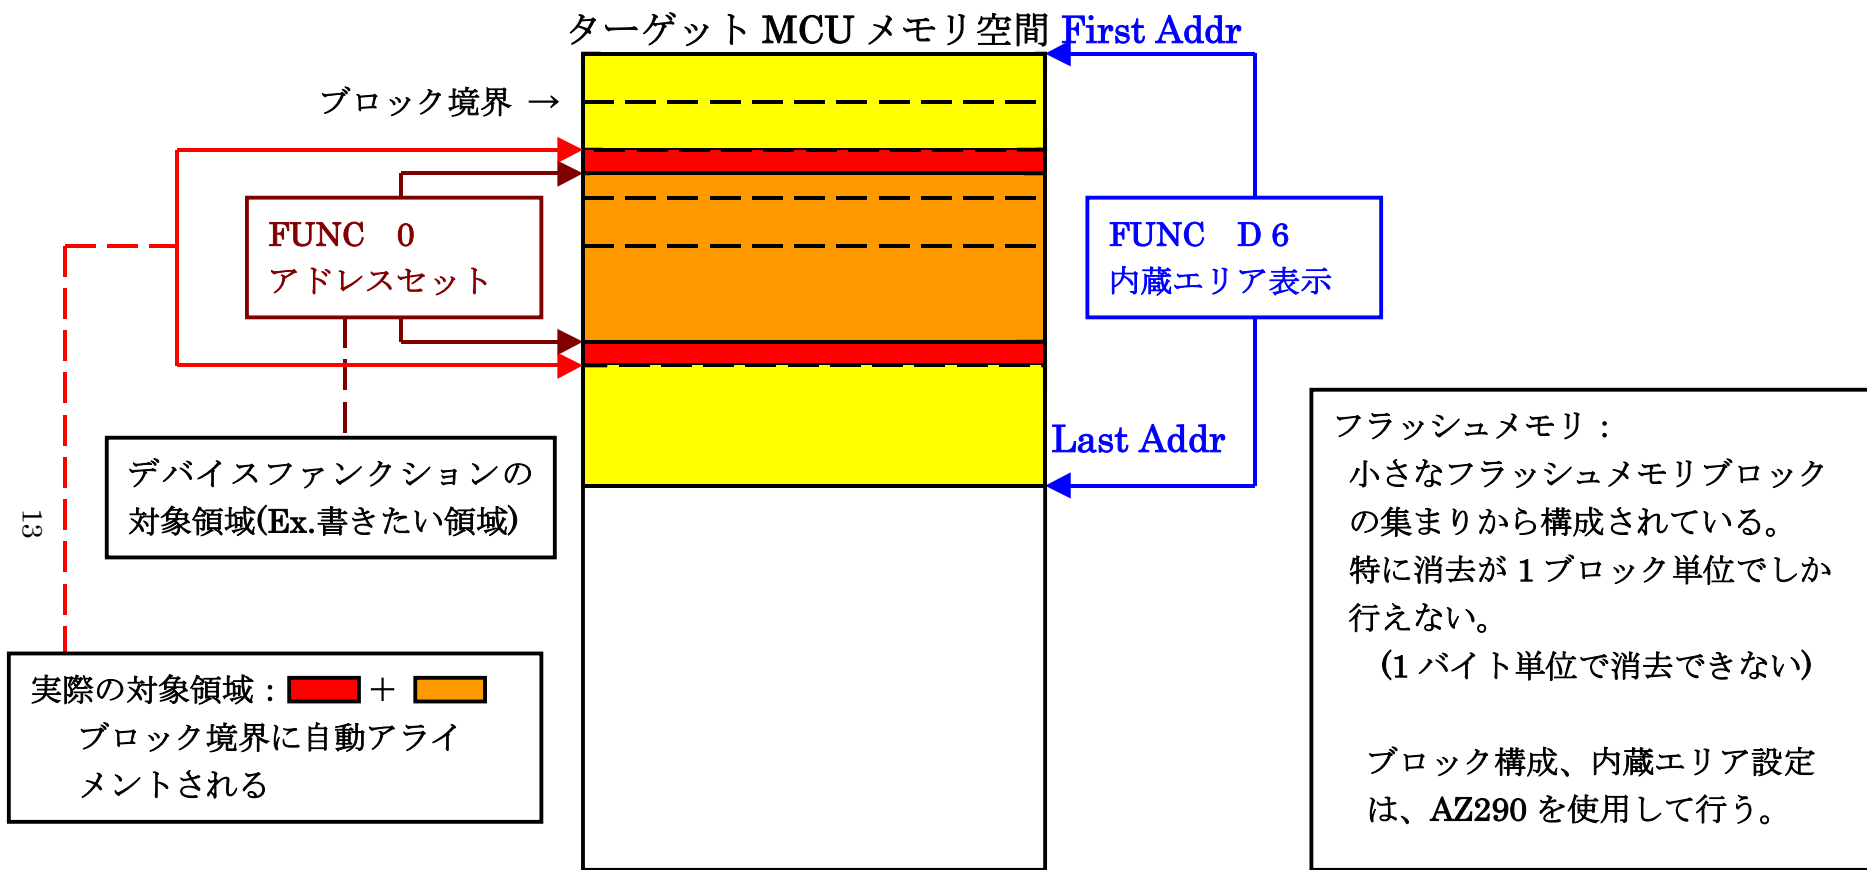 ターゲット MCU メモリ空間 First Addr
ブロック境界 →
FUNC 0
アドレスセット
FUNC D 6
内蔵エリア表示
Last Addr
デバイスファンクションの
対象領域(Ex.書きたい領域)
13
実際の対象領域： ＋
ブロック境界に自動アライ
メントされる
フラッシュメモリ：
小さなフラッシュメモリブロック
の集まりから構成されている。
特に消去が 1 ブロック単位でしか
行えない。
(1 バイト単位で消去できない)
ブロック構成、内蔵エリア設定
は、AZ290 を使用して行う。